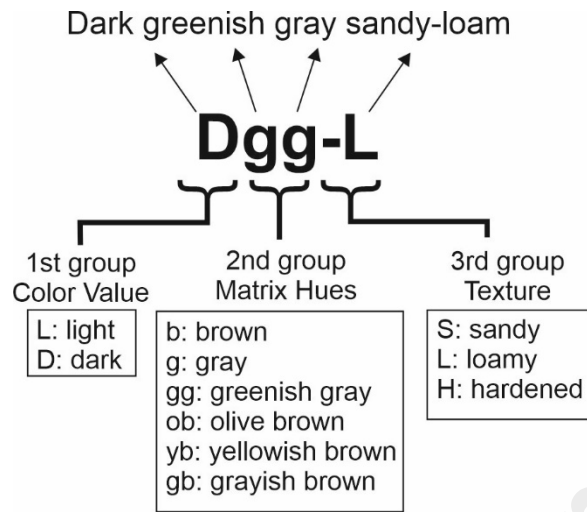 Dark greenish gray sandy-loam
Dgg-L
1st group
Color Value
L: light
D: dark
2nd group
Matrix Hues
b: brown
g: gray
gg: greenish gray
ob: olive brown
yb: yellowish brown
gb: grayish brown
3rd group
Texture
S: sandy
L: loamy
H: hardened